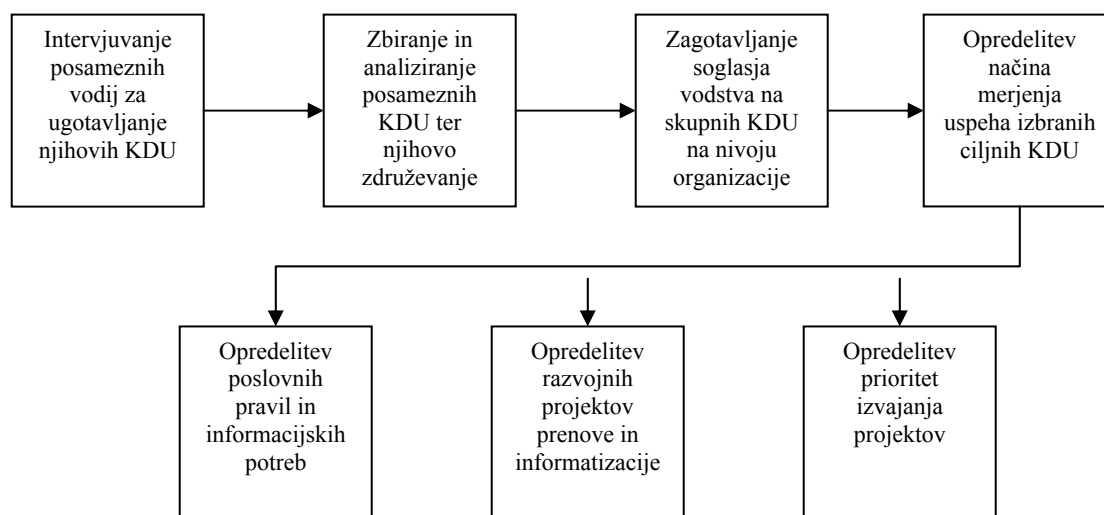 Intervjuvanje
posameznih
vodij za
ugotavljanje
njihovih KDU
Zbiranje in
analiziranje
posameznih
KDU ter
njihovo
združevanje
Zagotavljanje
soglasja
vodstva na
skupnih KDU
na nivoju
organizacije
Opredelitev
načina
merjenja
uspeha izbranih
ciljnih KDU
Opredelitev
poslovnih
pravil in
informacijskih
potreb
Opredelitev
razvojnih
projektov
prenove in
informatizacije
Opredelitev
prioritet
izvajanja
projektov